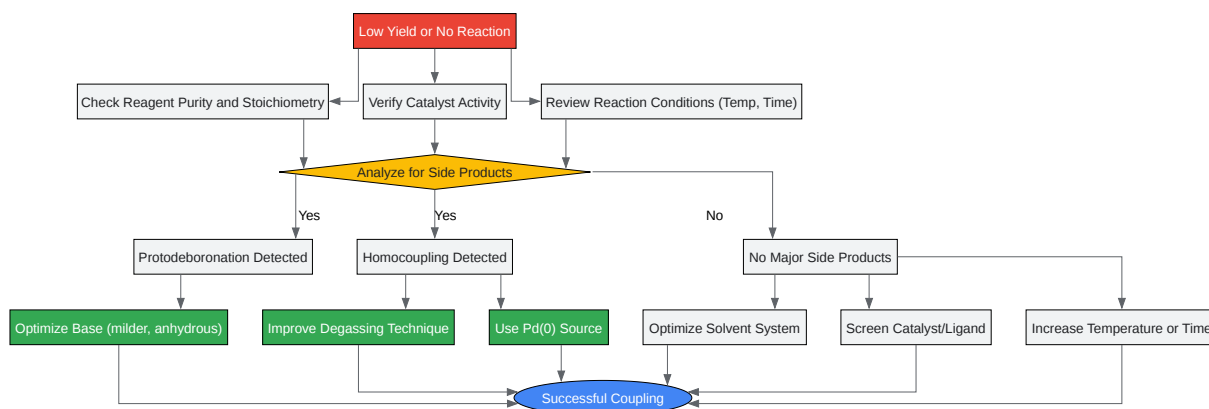 Low Yield or No Reaction
Check Reagent Purity and Stoichiometry
Verify Catalyst Activity
Review Reaction Conditions (Temp, Time)
Analyze for Side Products
Yes
Yes
No
Protodeboronation Detected
Homocoupling Detected
No Major Side Products
Optimize Base (milder, anhydrous)
Improve Degassing Technique
Use Pd(0) Source
Optimize Solvent System
Screen Catalyst/Ligand
Increase Temperature or Time
Successful Coupling